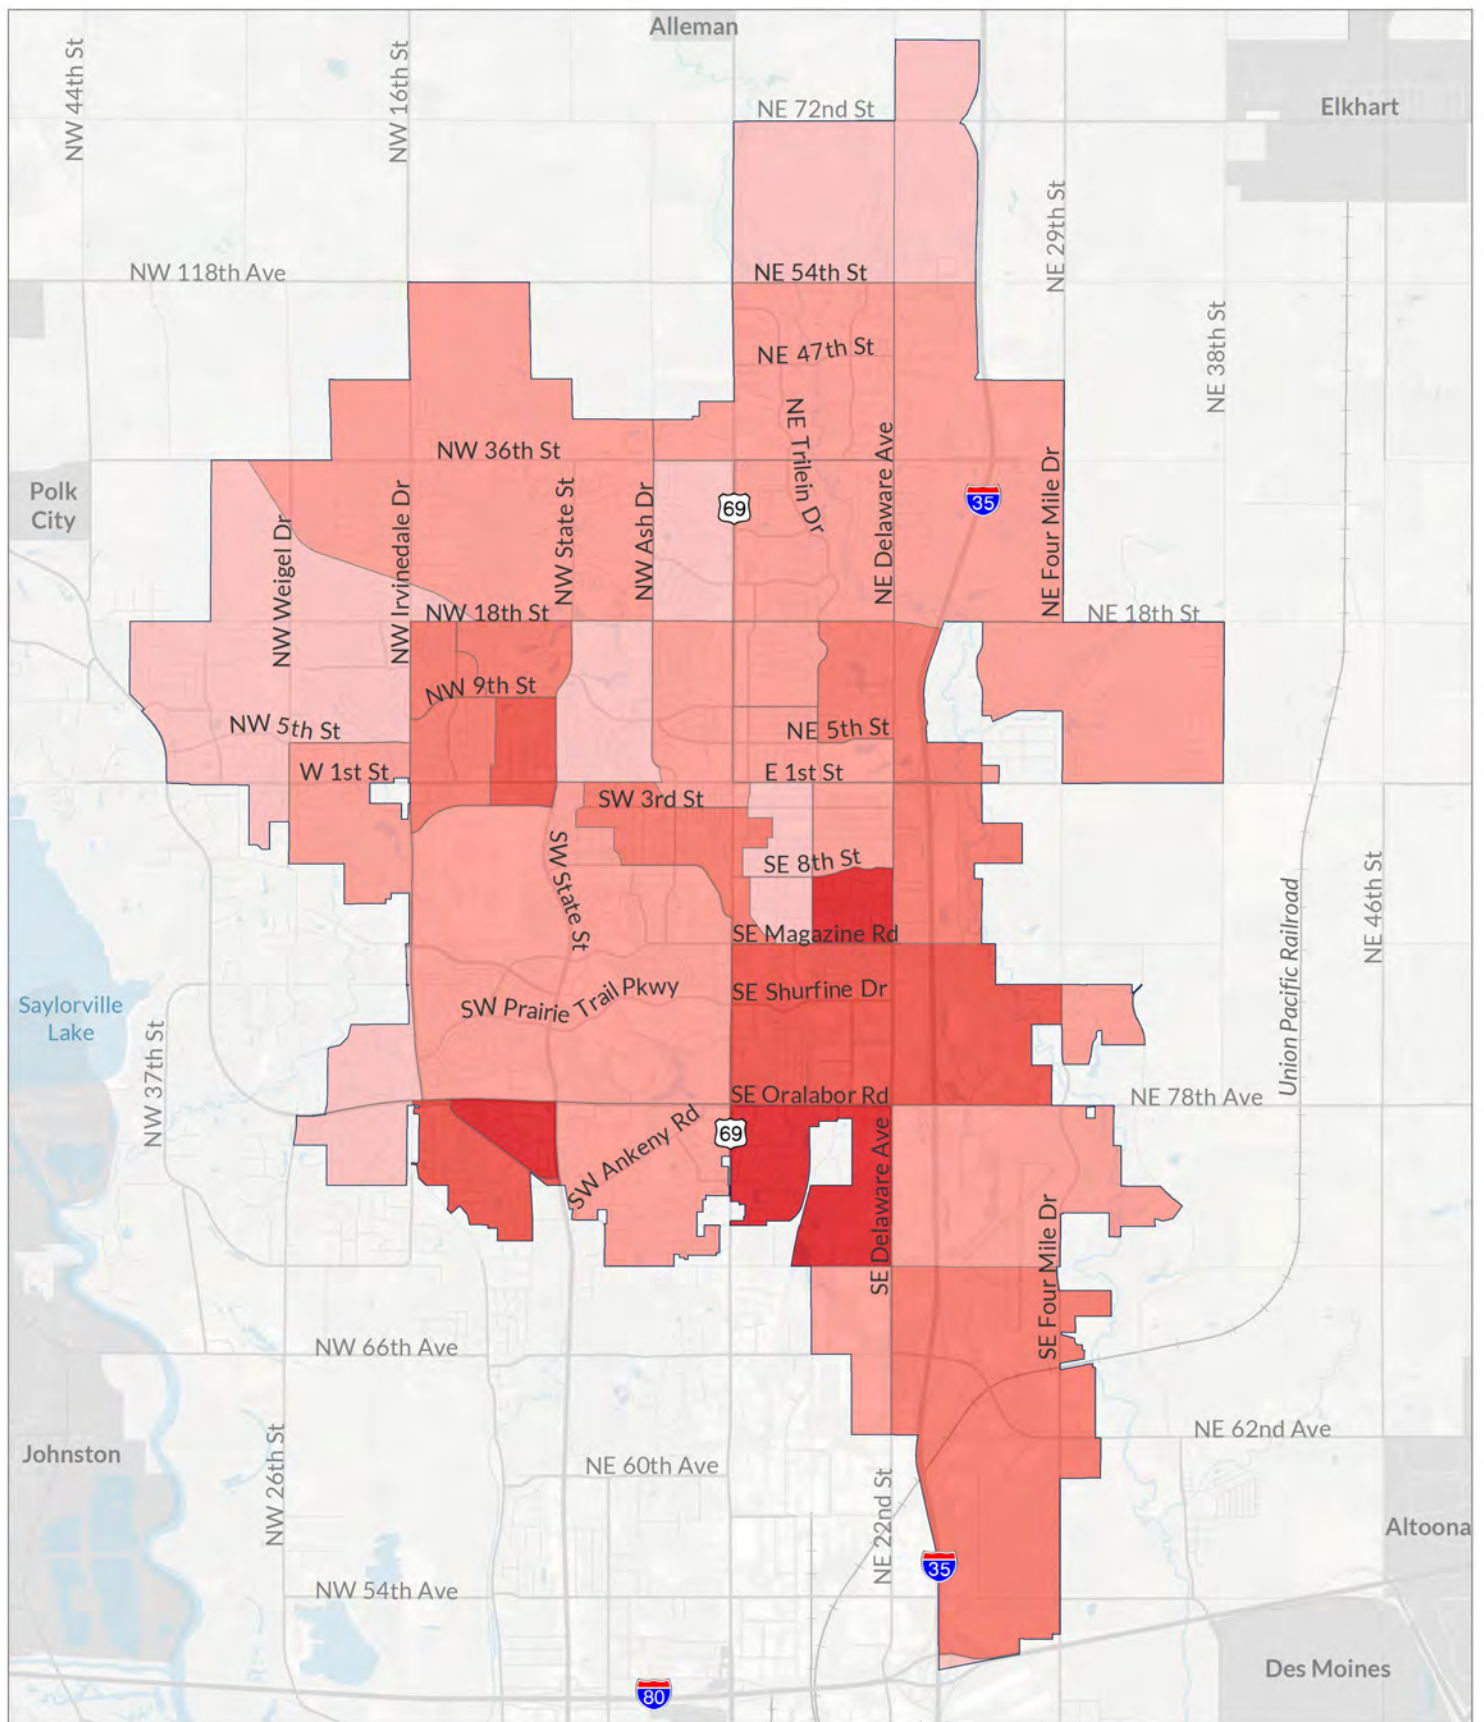 Alleman
NW 44th St
NW 16th St
NE 72nd St
Elkhart
NE 29th St
NW 118th Ave
NE 54th St
NE 38th St
NE 47th St
NE Trilein Dr
NE Delaware Ave
NW 36th St
NE Four Mile Dr
Polk
City
NW Weigel Dr
NW Irvinedale Dr
NW State St
NW Ash Dr
69
35
NW 18th St
NE 18th St
NW 9th St
NW 5th St
NE 5th St
W 1st St
E 1st St
SW 3rd St
SW State St
SE 8th St
NE 46th St
Union Pacific Railroad
SE Magazine Rd
SW Prairie Trail Pkwy
SE Shurfine Dr
Saylorville
Lake
NW 37th St
SE Oralabor Rd
NE 78th Ave
SW Ankeny Rd
69
SE Delaware Ave
SE Four Mile Dr
NW 66th Ave
Johnston
NW 26th St
NE 60th Ave
NE 62nd Ave
NE 22nd St
Altoona
35
NW 54th Ave
Des Moines
80